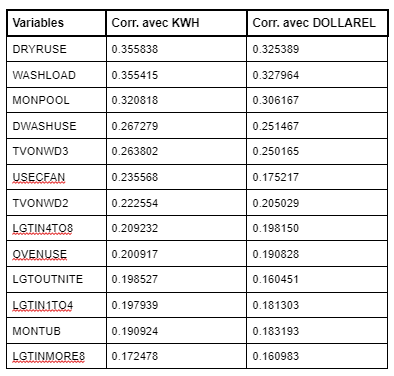 Variables Corr. avec KWH Corr. avec DOLLAREL
DRYRUSE 0.355838 0.325389
WASHLOAD 0.355415 0.327964
MONPOOL 0.320818 0.306167
DWASHUSE 0.267279 0.251467
TVONWD3 0.263802 0.250165
USECFAN 0.235568 0.175217
TVONWD2 0.222554 0.205029
LGTIN4TO8 0.209232 0.198150
OVENUSE 0.200917 0.190828
LGTOUTNITE 0.198527 0.160451
LGTIN1TO4 0.197939 0.181303
MONTUB 0.190924 0.183193
LGTINMORE8 0.172478 0.160983